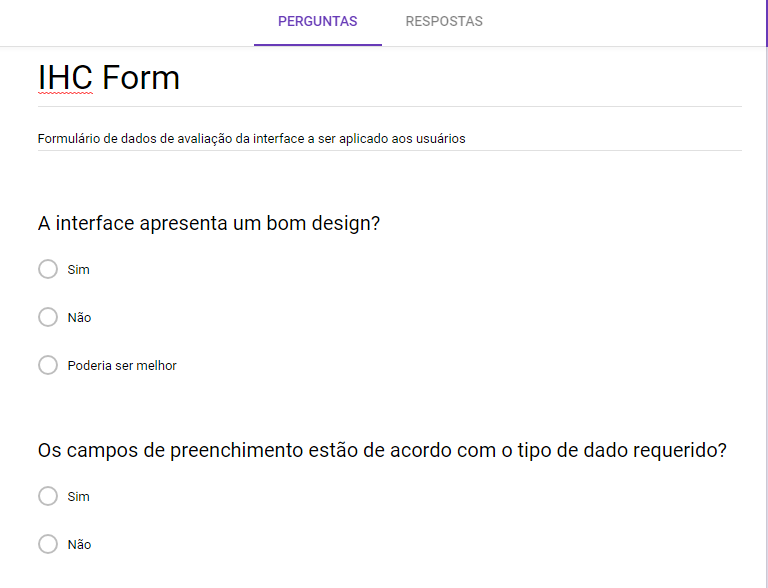 PERGUNTAS RESPOSTAS
IHC Form
Formulário de dados de avaliação da interface a ser aplicado aos usuários
A interface apresenta um bom design?
Sim
Não
Poderia ser melhor
Os campos de preenchimento estão de acordo com o tipo de dado requerido?
Sim
Não